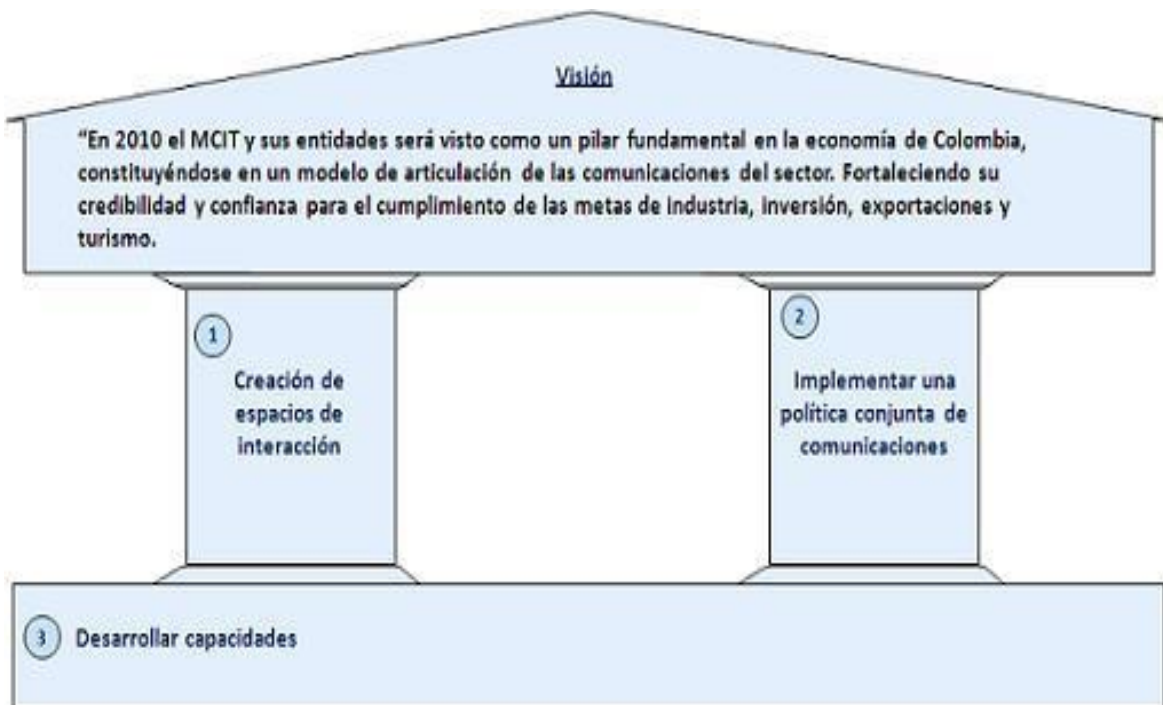 Visión
“En 2010 el MCIT y sus entidades será visto como un pilar fundamental en la economía de Colombia,
constituyéndose en un modelo de articulación de las comunicaciones del sector. Fortaleciendo su
credibilidad y confianza para el cumplimiento de las metas de industria, inversión, exportaciones y
turismo.
1
Creación de
espacios de
interacción
2
Implementar una
política conjunta de
comunicaciones
3 Desarrollar capacidades